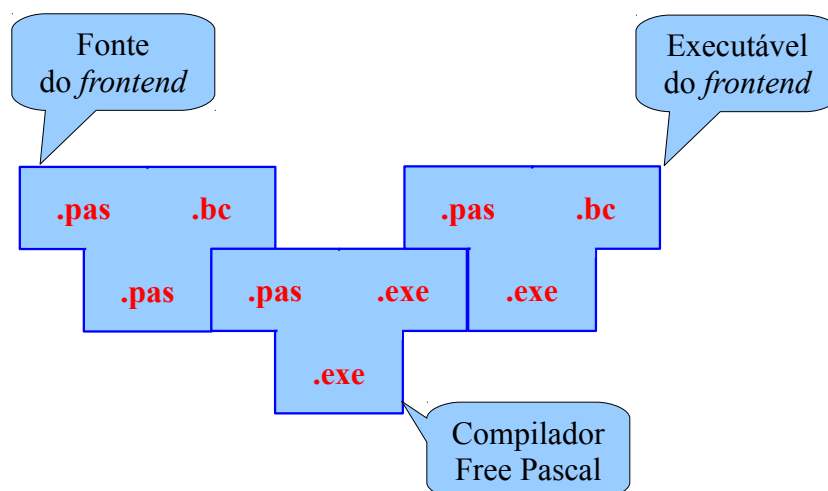 Fonte
do frontend
Executável
do frontend
.pas .bc
.pas .bc
.pas
.pas .exe
.exe
.exe
Compilador
Free Pascal